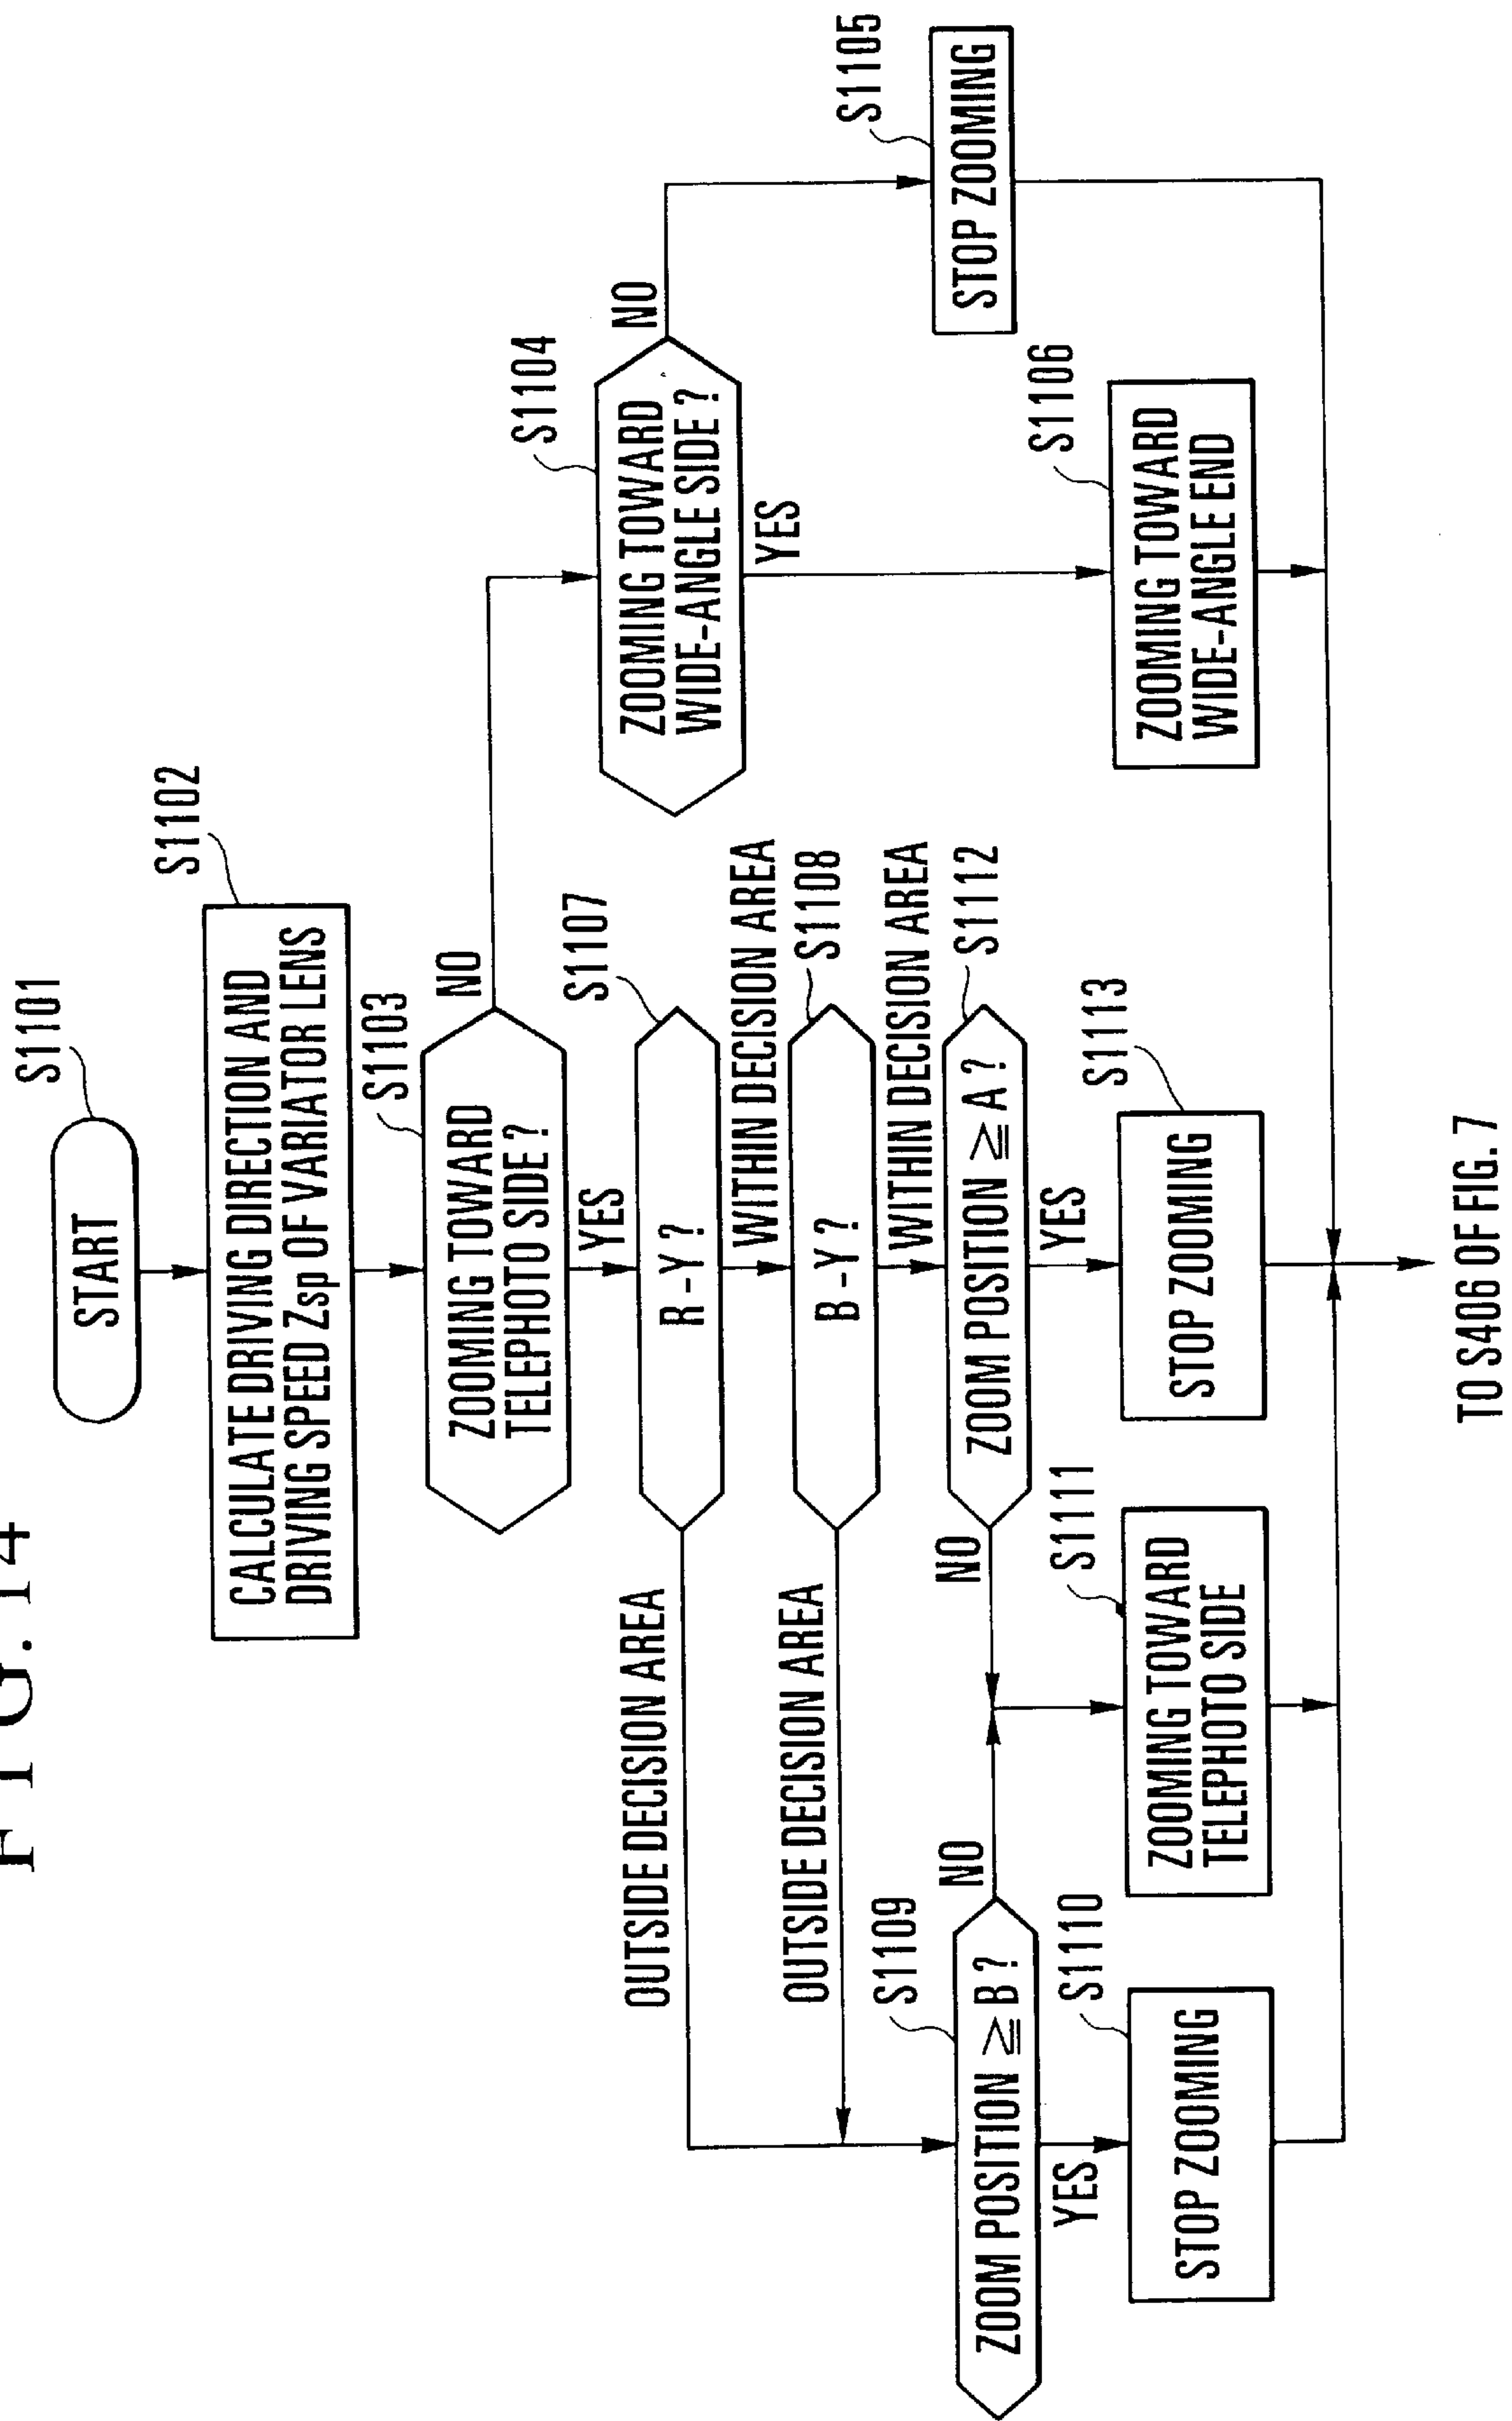 FIG. 14
S1101
START
S1102
CALCULATE DRIVING DIRECTION AND
DRIVING SPEED Zsp OF VARIATOR LENS
S1103
ZOOMING TOWARD
TELEPHOTO SIDE ?
NO
YES
S1104
ZOOMING TOWARD
WIDE-ANGLE SIDE ?
NO
YES
S1105
STOP ZOOMING
S1106
ZOOMING TOWARD
WIDE-ANGLE END
S1107
R-Y ?
OUTSIDE DECISION AREA
WITHIN DECISION AREA
S1108
B-Y ?
OUTSIDE DECISION AREA
WITHIN DECISION AREA
S1109
ZOOM POSITION ≧ B ?
NO
YES
S1110
STOP ZOOMING
S1111
ZOOMING TOWARD
TELEPHOTO SIDE
S1112
ZOOM POSITION ≧ A ?
NO
YES
S1113
STOP ZOOMING
TO S406 OF FIG. 7